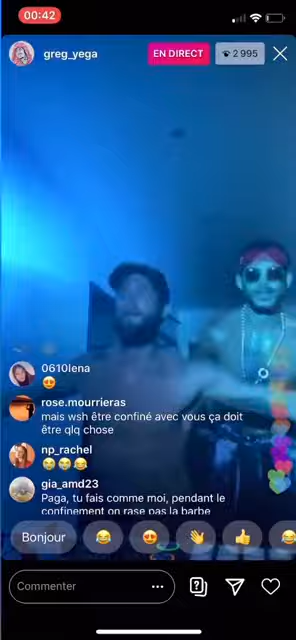 00:42
greg_yega
EN DIRECT
2 995
0610lena
😍
rose.mourrieras
mais wsh être confiné avec vous ça doit
être qlq chose
np_rachel
😂😂😂
gia_amd23
Paga, tu fais comme moi, pendant le
confinement on rase pas la barbe
Bonjour 😂 😍 👋 👍 😂
Commenter